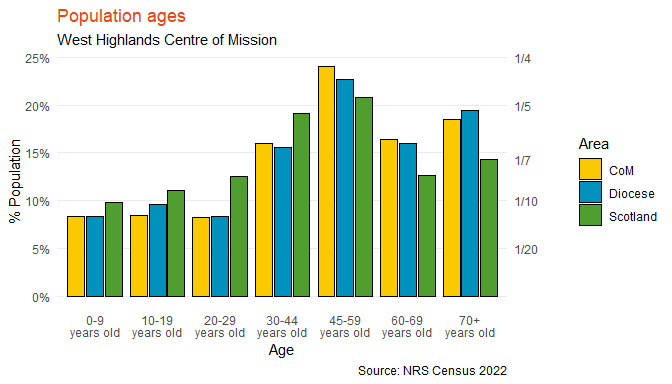 Population ages
West Highlands Centre of Mission
25%
20%
15%
10%
5%
0%
% Population
1/4
1/5
1/7
1/10
1/20
0-9
years old
10-19
years old
20-29
years old
30-44
years old
45-59
years old
60-69
years old
70+
years old
Age
Area
CoM
Diocese
Scotland
Source: NRS Census 2022